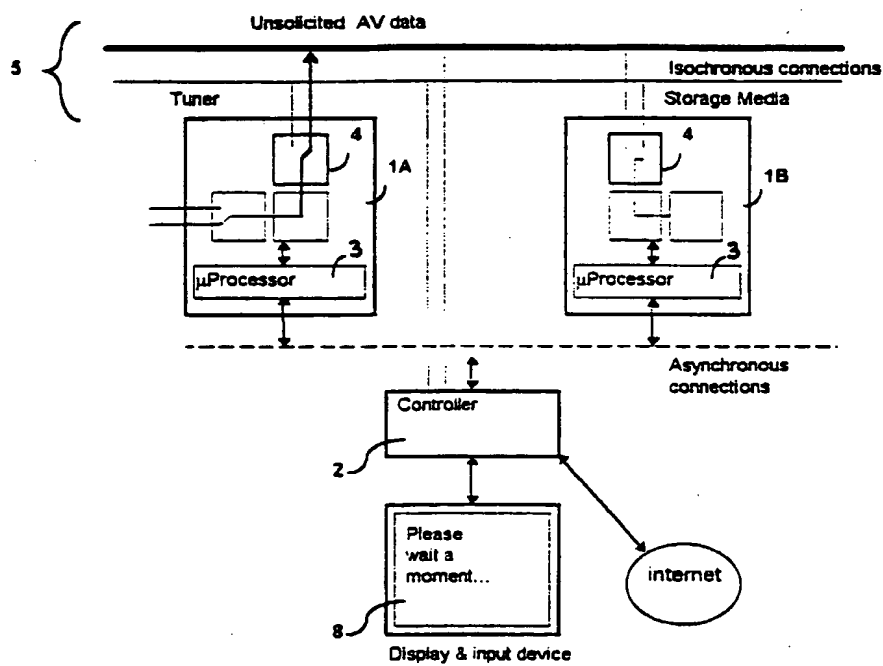 Unsolicited AV data
5
Isochronous connections
Tuner
Storage Media
4
1A
4
1B
3
µProcessor
3
µProcessor
Asynchronous
connections
Controller
2
Please
wait a
moment...
8
internet
Display & input device